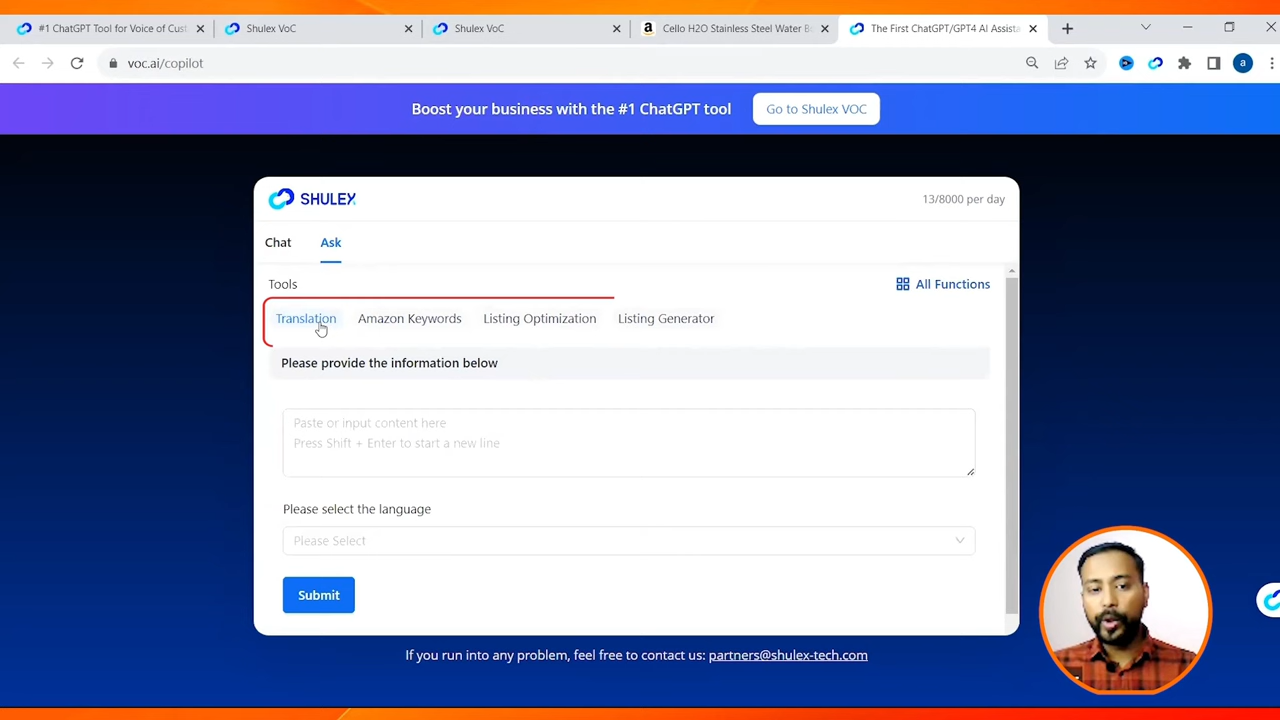 #1 ChatGPT Tool for Voice of Cust
Shulex VoC
Shulex VoC
Cello H2O Stainless Steel Water B
The First ChatGPT/GPT4 AI Assista
voc.ai/copilot
a
Boost your business with the #1 ChatGPT tool
Go to Shulex VOC
SHULEX
13/8000 per day
Chat
Ask
Tools
All Functions
Translation
Amazon Keywords
Listing Optimization
Listing Generator
Please provide the information below
Paste or input content here
Press Shift + Enter to start a new line
Please select the language
Please Select
Submit
If you run into any problem, feel free to contact us: partners@shulex-tech.com